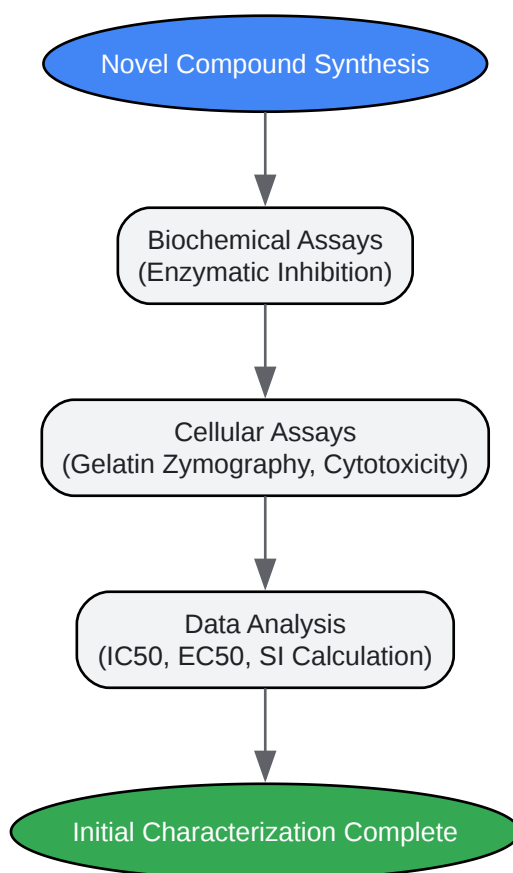 Novel Compound Synthesis
Biochemical Assays
(Enzymatic Inhibition)
Cellular Assays
(Gelatin Zymography, Cytotoxicity)
Data Analysis
(IC50, EC50, SI Calculation)
Initial Characterization Complete